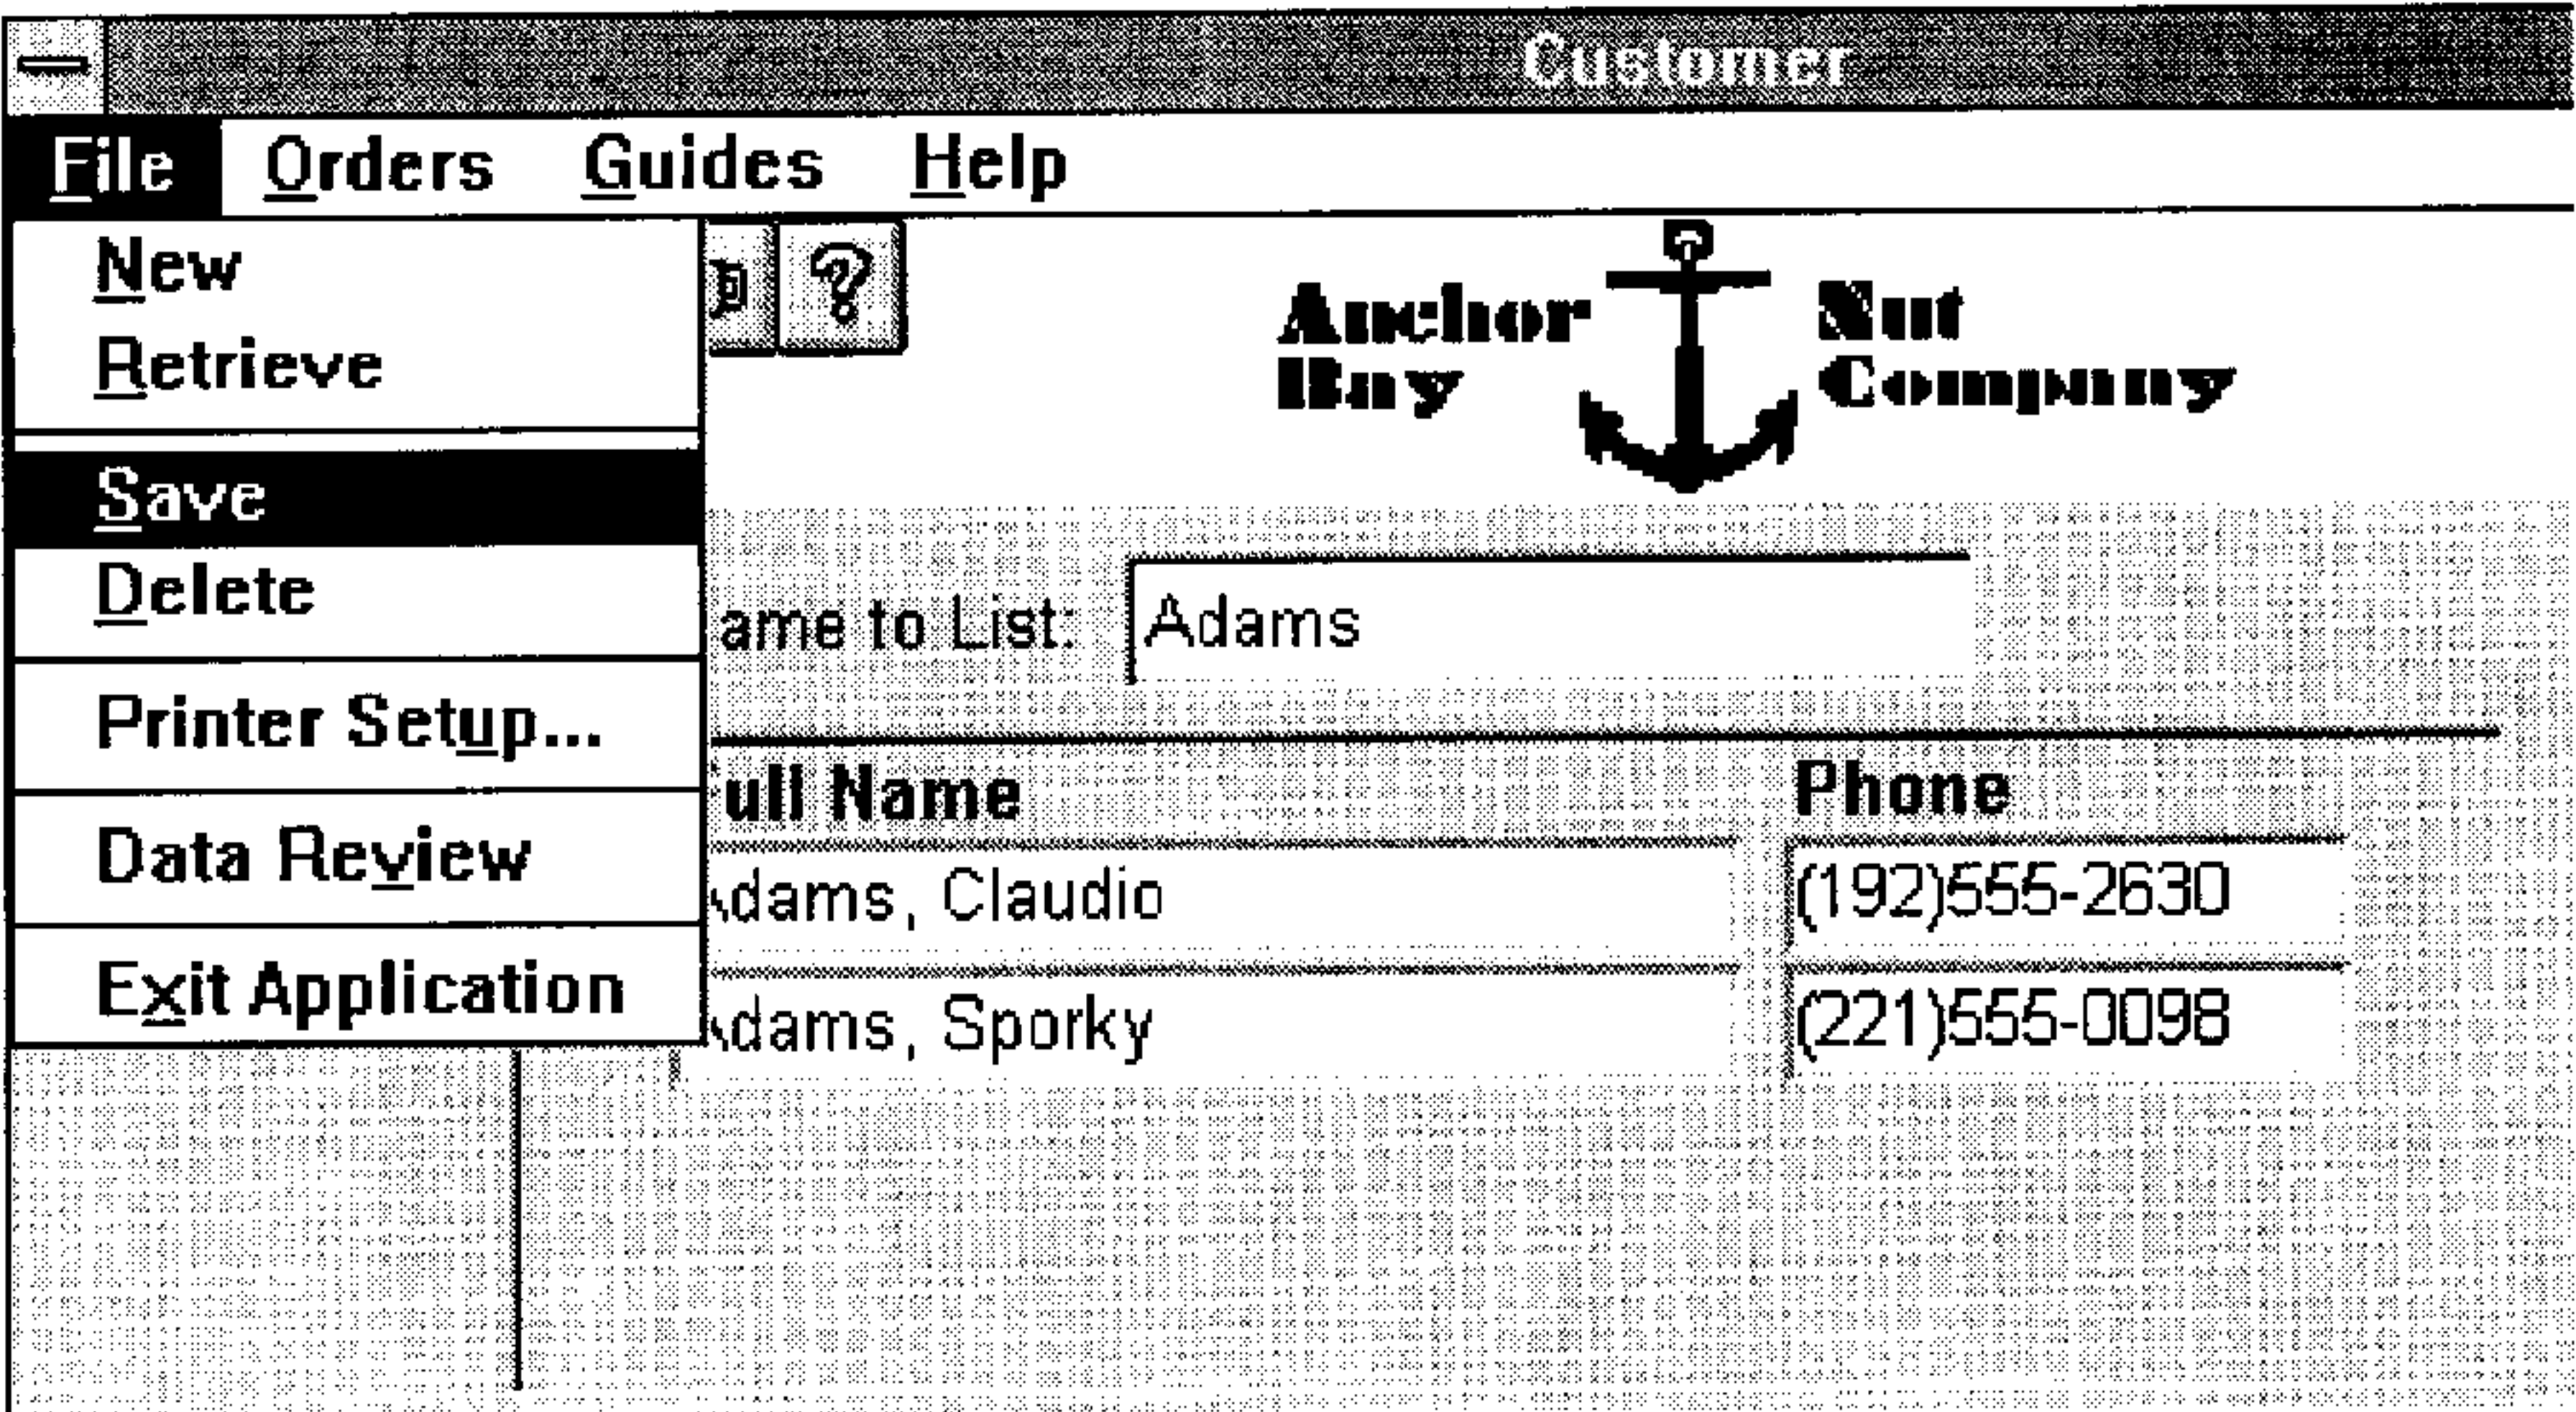 Customer
File Orders Guides Help
New
Retrieve
Save
Delete
Printer Setup...
Data Review
Exit Application
?
Anchor Bay
Nut Company
ame to List: Adams
ull Name Phone
dams, Claudio (192)555-2630
dams, Sporky (221)555-0098